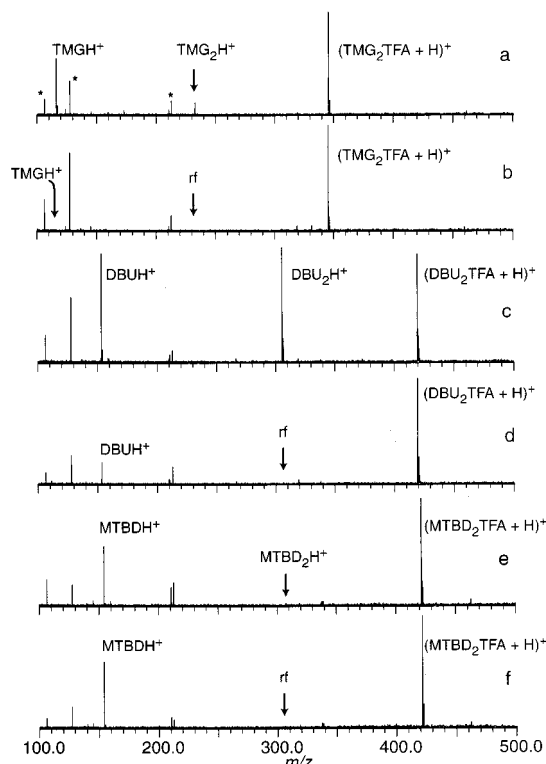 TMGH⁺ TMG₂H⁺ (TMG₂TFA + H)⁺ a
* * *
(TMG₂TFA + H)⁺ b
TMGH⁺ rf
DBUH⁺ DBU₂H⁺ (DBU₂TFA + H)⁺
c
(DBU₂TFA + H)⁺
rf d
DBUH⁺
(MTBD₂TFA + H)⁺
MTBDH⁺ MTBD₂H⁺ e
MTBDH⁺ (MTBD₂TFA + H)⁺
rf f
100.0 200.0 300.0 400.0 500.0
m/z